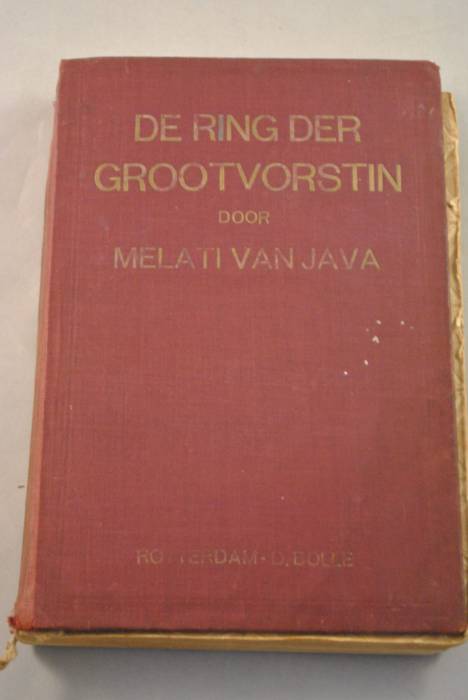 DE RING DER
GROOTVORSTIN
DOOR
MELATI VAN JAVA
ROTTERDAM - D. BOLLE